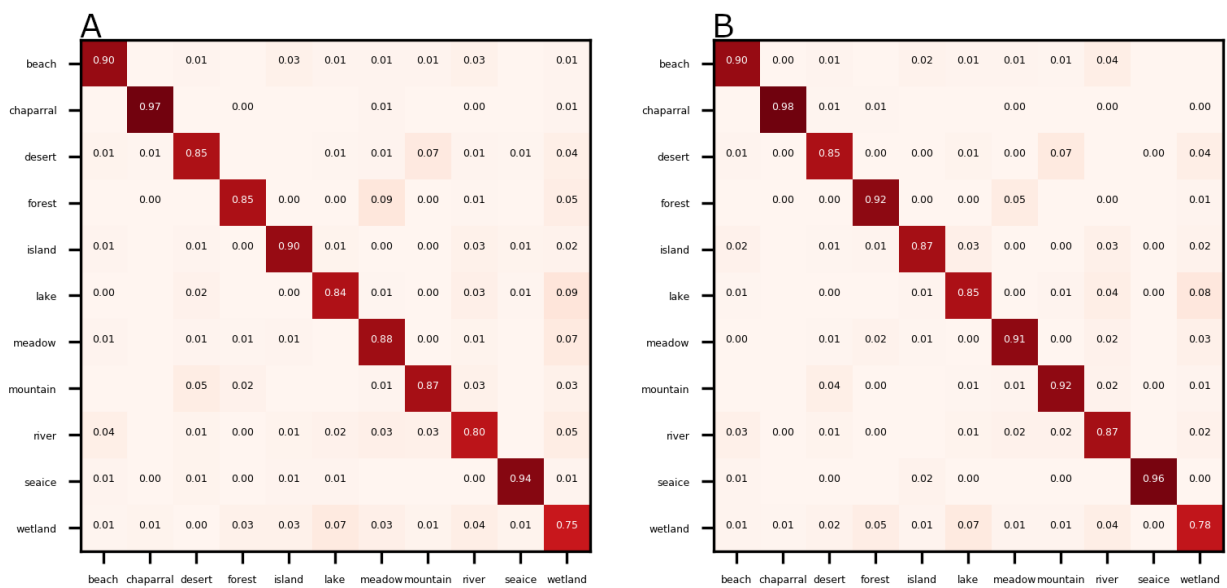 A B
beach 0.90 0.01 0.03 0.01 0.01 0.01 0.03 0.01
chaparral 0.97 0.00 0.01 0.00 0.01
desert 0.01 0.01 0.85 0.01 0.01 0.07 0.01 0.01 0.04
forest 0.00 0.85 0.00 0.00 0.09 0.00 0.01 0.05
island 0.01 0.01 0.00 0.90 0.01 0.00 0.00 0.03 0.01 0.02
lake 0.00 0.02 0.00 0.84 0.01 0.00 0.03 0.01 0.09
meadow 0.01 0.01 0.01 0.01 0.88 0.00 0.01 0.07
mountain 0.05 0.02 0.01 0.87 0.03 0.03
river 0.04 0.01 0.00 0.01 0.02 0.03 0.03 0.80 0.05
seaice 0.01 0.00 0.01 0.00 0.01 0.01 0.00 0.94 0.01
wetland 0.01 0.01 0.00 0.03 0.03 0.07 0.03 0.01 0.04 0.01 0.75
beach chaparral desert forest island lake meadow mountain river seaice wetland
beach 0.90 0.00 0.01 0.02 0.01 0.01 0.01 0.04
chaparral 0.98 0.01 0.01 0.00 0.00 0.00
desert 0.01 0.00 0.85 0.00 0.00 0.01 0.00 0.07 0.00 0.04
forest 0.00 0.00 0.92 0.00 0.00 0.05 0.00 0.01
island 0.02 0.01 0.01 0.87 0.03 0.00 0.00 0.03 0.00 0.02
lake 0.01 0.00 0.01 0.85 0.00 0.01 0.04 0.00 0.08
meadow 0.00 0.01 0.02 0.01 0.00 0.91 0.00 0.02 0.03
mountain 0.04 0.00 0.01 0.01 0.92 0.02 0.00 0.01
river 0.03 0.00 0.01 0.00 0.01 0.02 0.02 0.87 0.02
seaice 0.01 0.00 0.02 0.00 0.00 0.96 0.00
wetland 0.01 0.01 0.02 0.05 0.01 0.07 0.01 0.01 0.04 0.00 0.78
beach chaparral desert forest island lake meadow mountain river seaice wetland